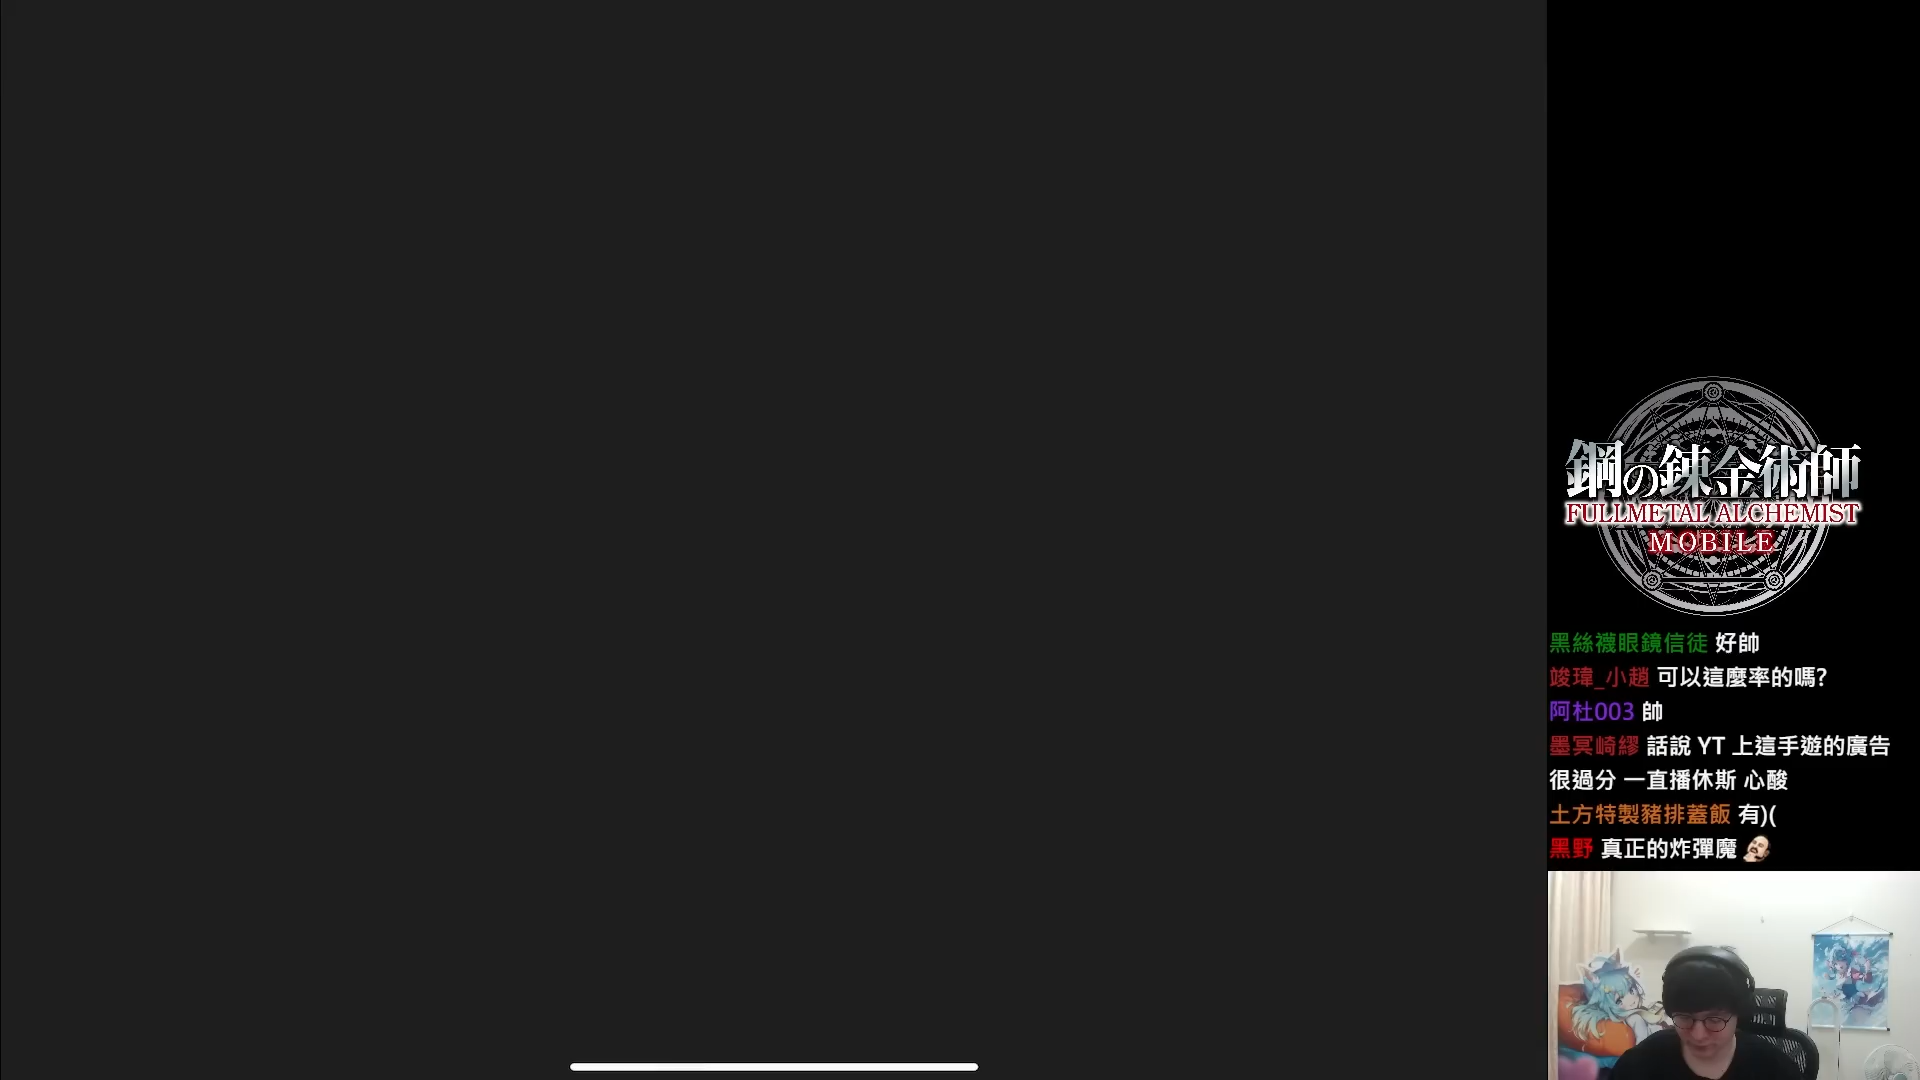 鋼の錬金術師
FULLMETAL ALCHEMIST
MOBILE
黑絲襪眼鏡信徒 好帥
竣瑋_小趙 可以這麼率的嗎?
阿杜003 帥
墨冥崎繆 話說 YT 上這手遊的廣告
很過分 一直播休斯 心酸
土方特製豬排蓋飯 有)(
黑野 真正的炸彈魔